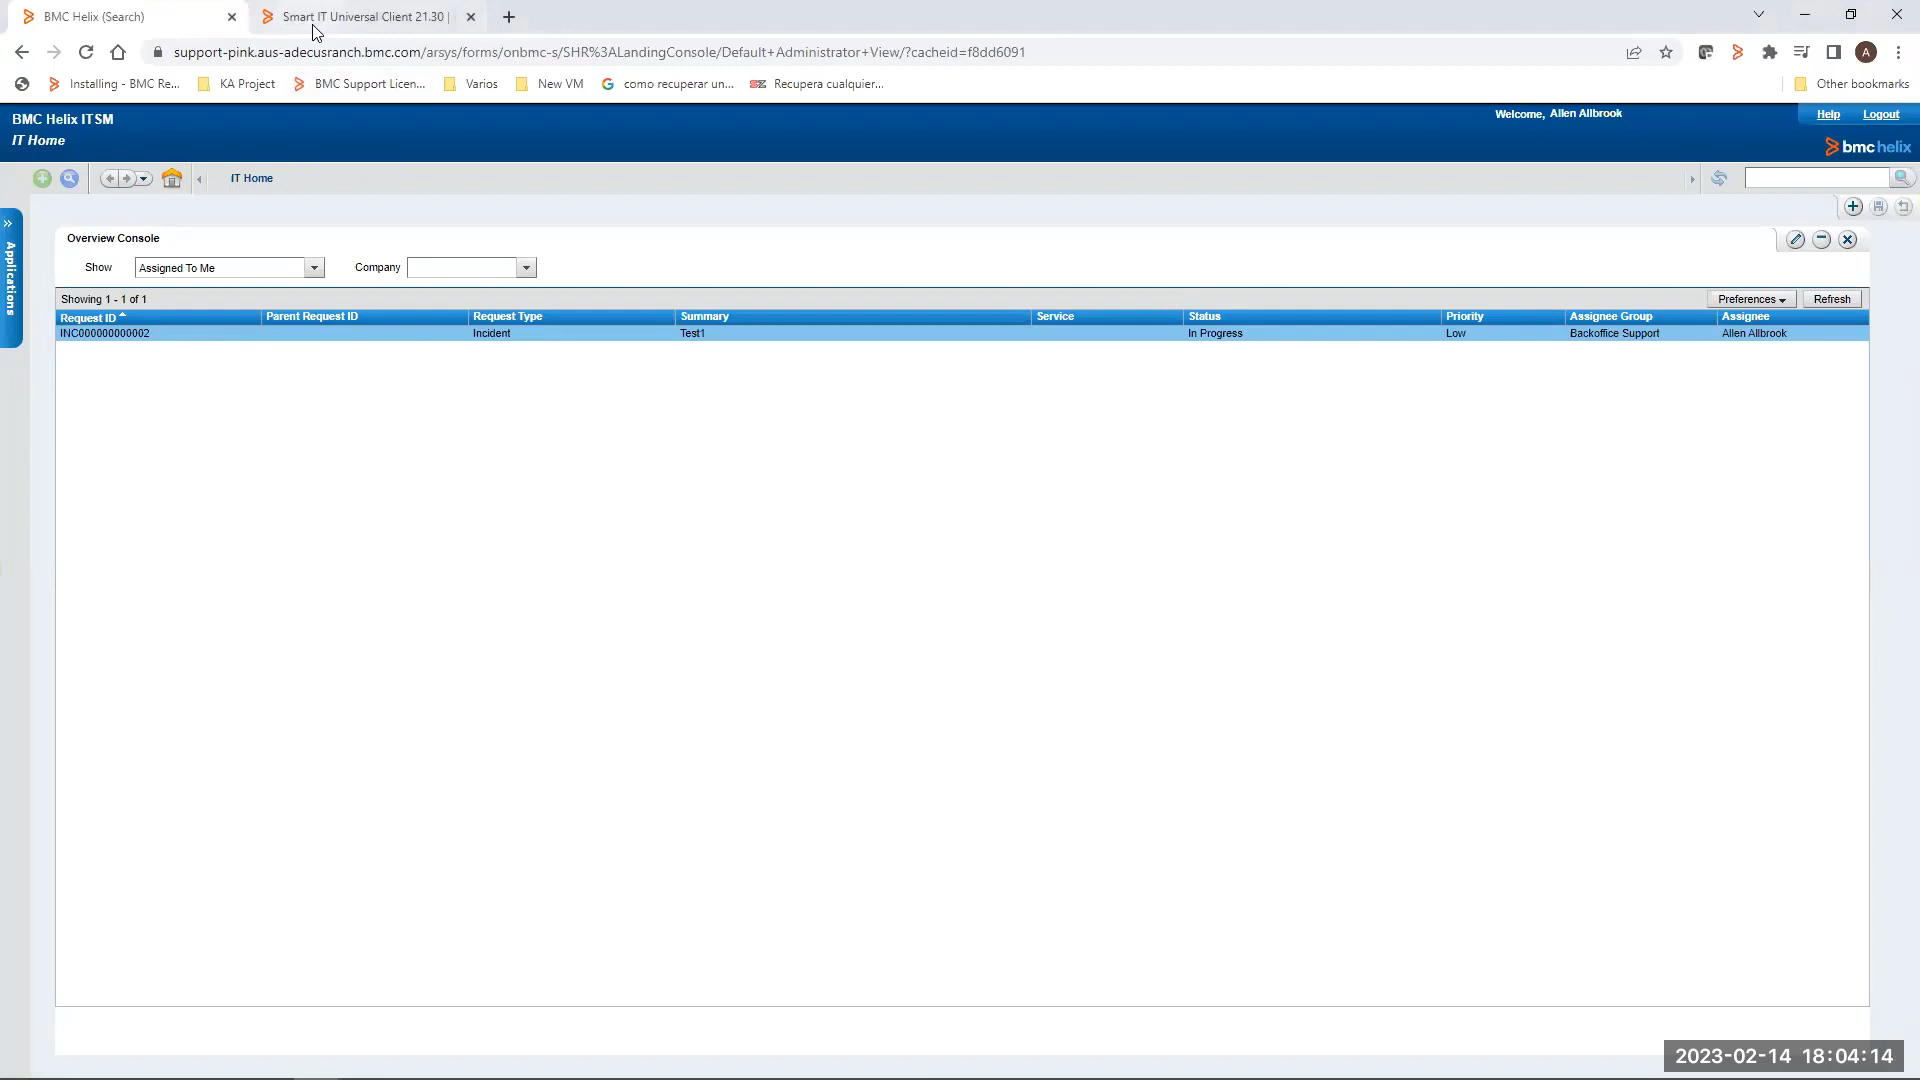 BMC Helix (Search)
Smart IT Universal Client 21.30 |
support-pink.aus-adecusranch.bmc.com/arsys/forms/onbmc-s/SHR%3ALandingConsole/Default+Administrator+View/?cacheid=f8dd6091
A
Installing - BMC Re...
KA Project
BMC Support Licen...
Varios
New VM
como recuperar un...
Recupera cualquier...
Other bookmarks
BMC Helix ITSM
IT Home
Welcome, Allen Allbrook
Help
Logout
bmc helix
IT Home
Applications
Overview Console
Show
Assigned To Me
Company
Showing 1 - 1 of 1
Preferences
Refresh
Request ID Parent Request ID Request Type Summary Service Status Priority Assignee Group Assignee
INC000000000002 Incident Test1 In Progress Low Backoffice Support Allen Allbrook
2023-02-14 18:04:14